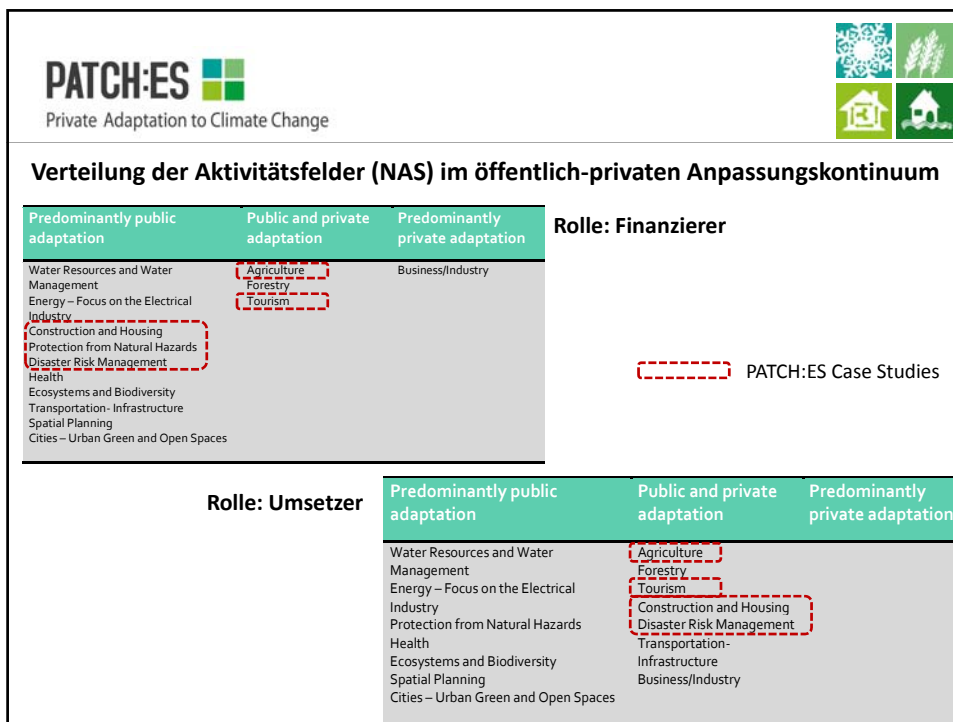 PATCH:ES
Private Adaptation to Climate Change
Verteilung der Aktivitätsfelder (NAS) im öffentlich-privaten Anpassungskontinuum
Rolle: Finanzierer
Predominantly public
adaptation
Water Resources and Water
Management
Energy – Focus on the Electrical
Industry
Construction and Housing
Protection from Natural Hazards
Disaster Risk Management
Health
Ecosystems and Biodiversity
Transportation- Infrastructure
Spatial Planning
Cities – Urban Green and Open Spaces
Public and private
adaptation
Agriculture
Forestry
Tourism
Predominantly
private adaptation
Business/Industry
PATCH:ES Case Studies
Rolle: Umsetzer
Predominantly public
adaptation
Water Resources and Water
Management
Energy – Focus on the Electrical
Industry
Protection from Natural Hazards
Health
Ecosystems and Biodiversity
Spatial Planning
Cities – Urban Green and Open Spaces
Public and private
adaptation
Agriculture
Forestry
Tourism
Construction and Housing
Disaster Risk Management
Transportation-
Infrastructure
Business/Industry
Predominantly
private adaptation